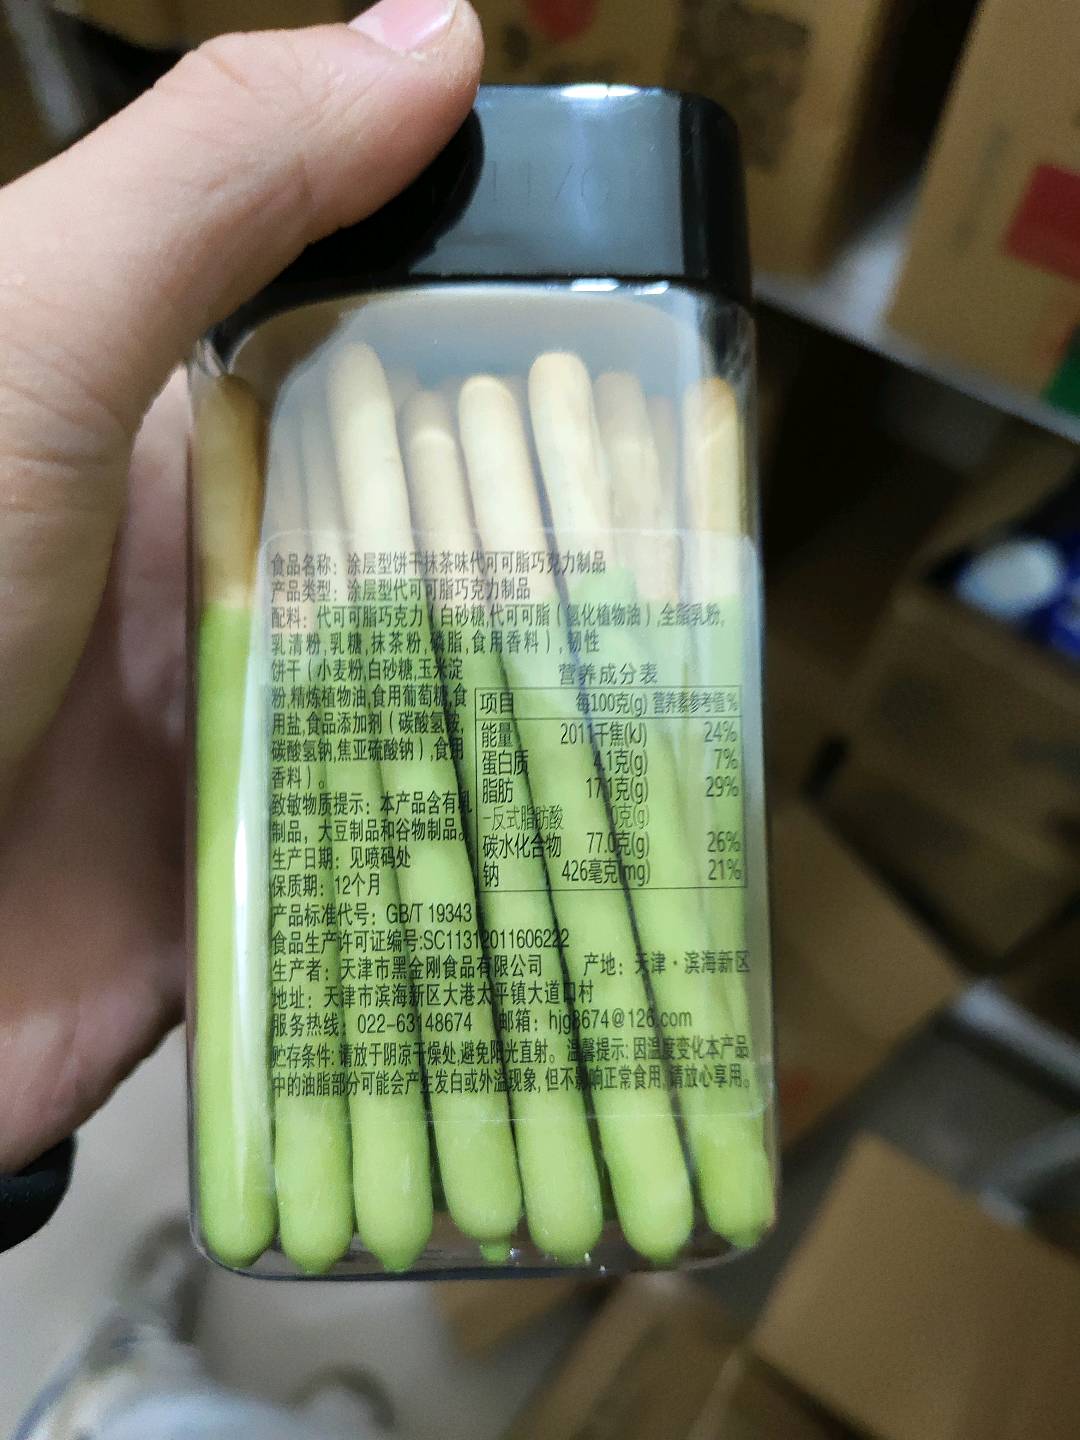 食品名称：涂层型饼干抹茶味代可可脂巧克力制品
产品类型：涂层型代可可脂巧克力制品
配料：代可可脂巧克力（白砂糖,代可可脂（氢化植物油）,全脂乳粉,
乳清粉,乳糖,抹茶粉,磷脂,食用香料）,韧性
饼干（小麦粉,白砂糖,玉米淀
粉,精炼植物油,食用葡萄糖,食
用盐,食品添加剂（碳酸氢铵,
碳酸氢钠,焦亚硫酸钠）,食用
香料）。
致敏物质提示：本产品含有乳
制品，大豆制品和谷物制品。
生产日期：见喷码处
保质期：12个月
营养成分表
项目 每100克(g) 营养素参考值%
能量 2011千焦(kJ) 24%
蛋白质 4.1克(g) 7%
脂肪 17.1克(g) 29%
-反式脂肪酸 0克(g)
碳水化合物 77.0克(g) 26%
钠 426毫克(mg) 21%
产品标准代号：GB/T 19343
食品生产许可证编号:SC11312011606222
生产者：天津市黑金刚食品有限公司 产地：天津·滨海新区
地址：天津市滨海新区大港太平镇大道口村
服务热线：022-63148674 邮箱：hjg8674@126.com
贮存条件:请放于阴凉干燥处,避免阳光直射。温馨提示:因温度变化本产品
中的油脂部分可能会产生发白或外溢现象,但不影响正常食用,请放心享用。